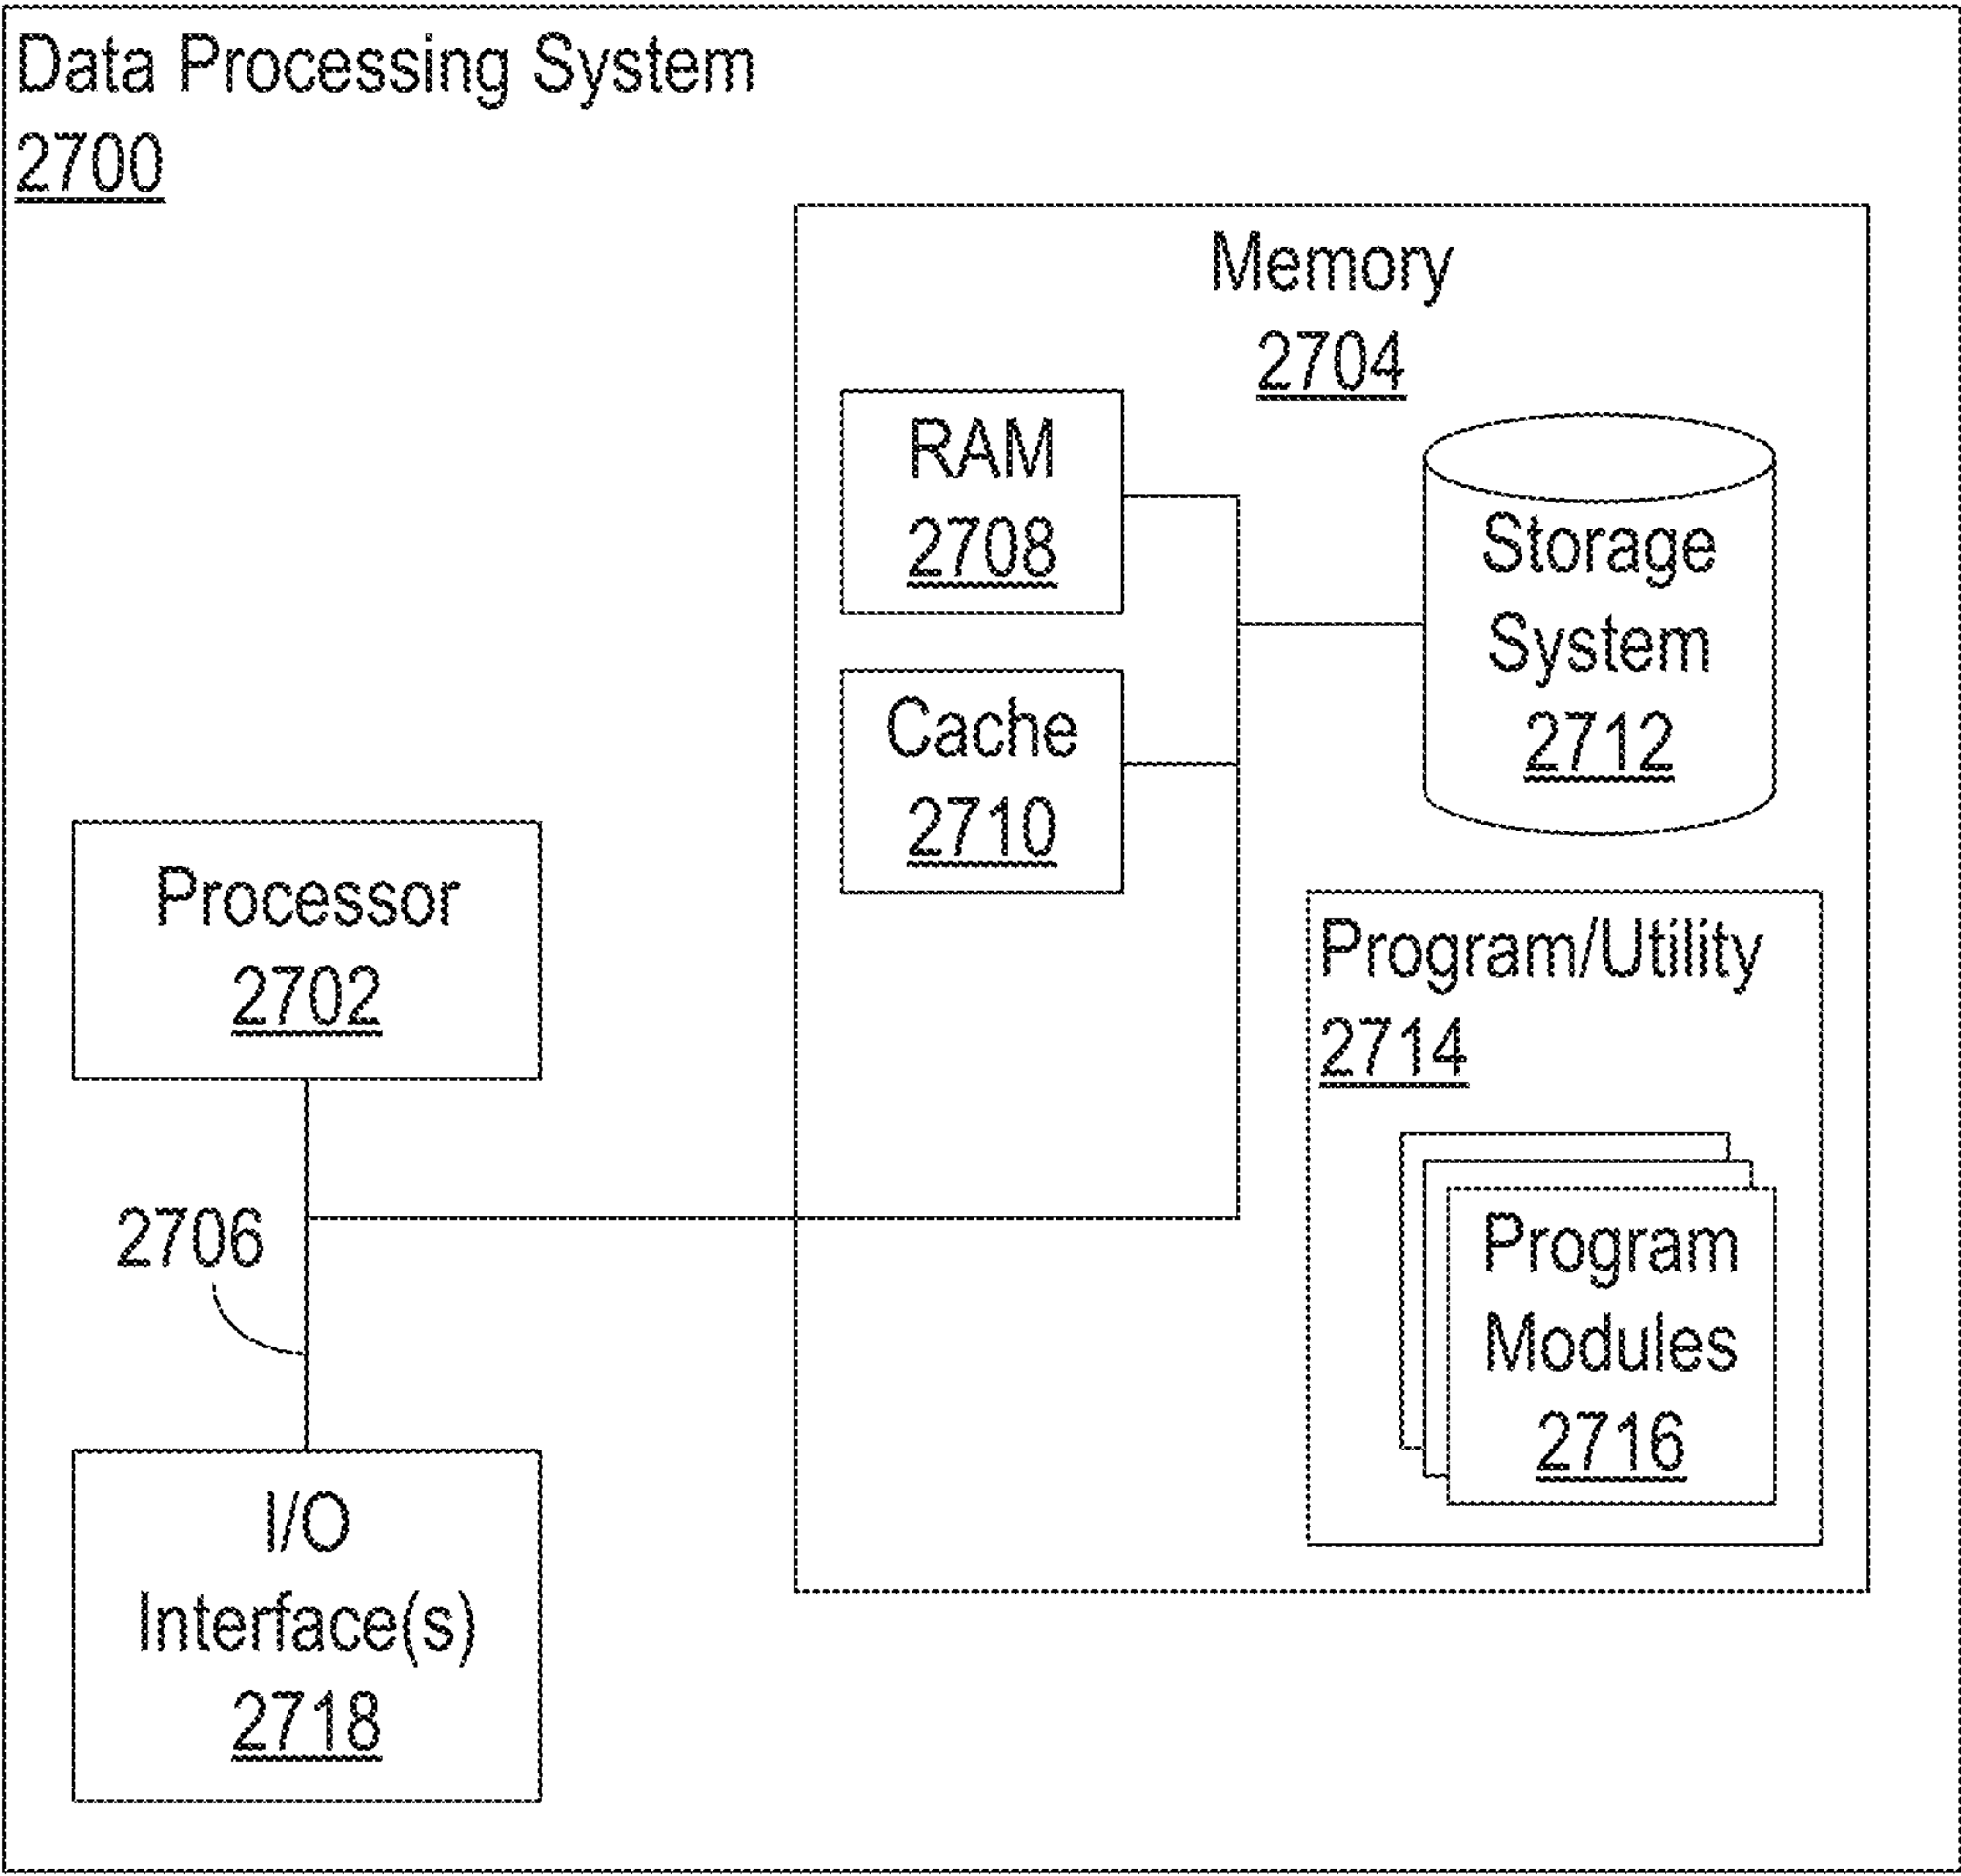 Data Processing System
2700
Memory
2704
RAM
2708
Storage
System
2712
Cache
2710
Processor
2702
Program/Utility
2714
2706
Program
Modules
2716
I/O
Interface(s)
2718